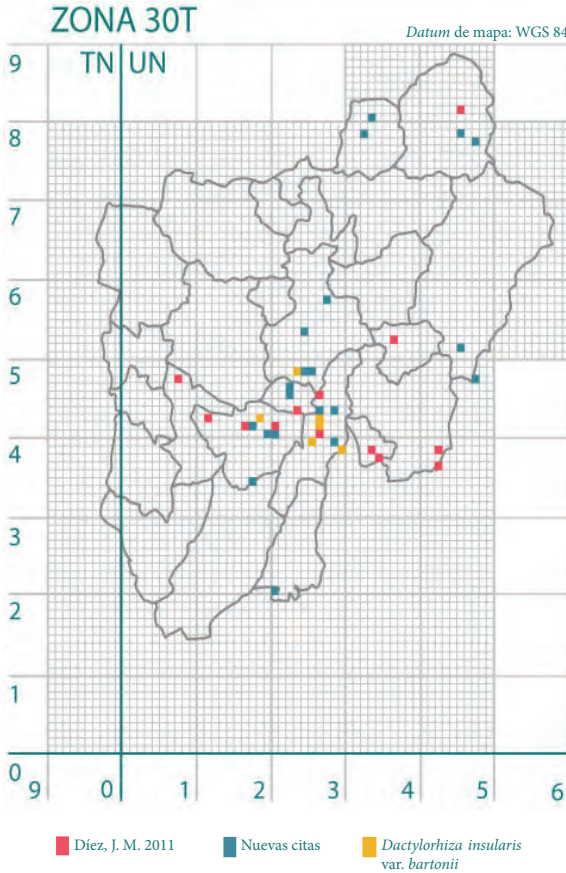 ZONA 30T
Datum de mapa: WGS 84
TN UN
9
8
7
6
5
4
3
2
1
0
9 0 1 2 3 4 5 6
Díez, J. M. 2011
Nuevas citas
Dactylorhiza insularis
var. bartonii